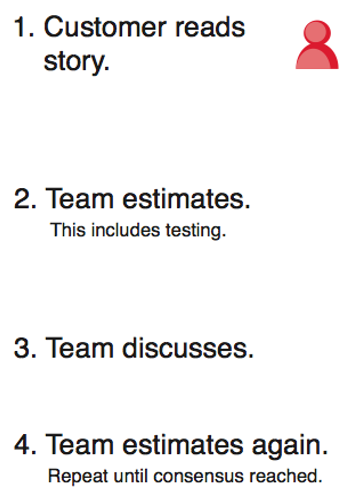 1. Customer reads
story.
2. Team estimates.
This includes testing.
3. Team discusses.
4. Team estimates again.
Repeat until consensus reached.